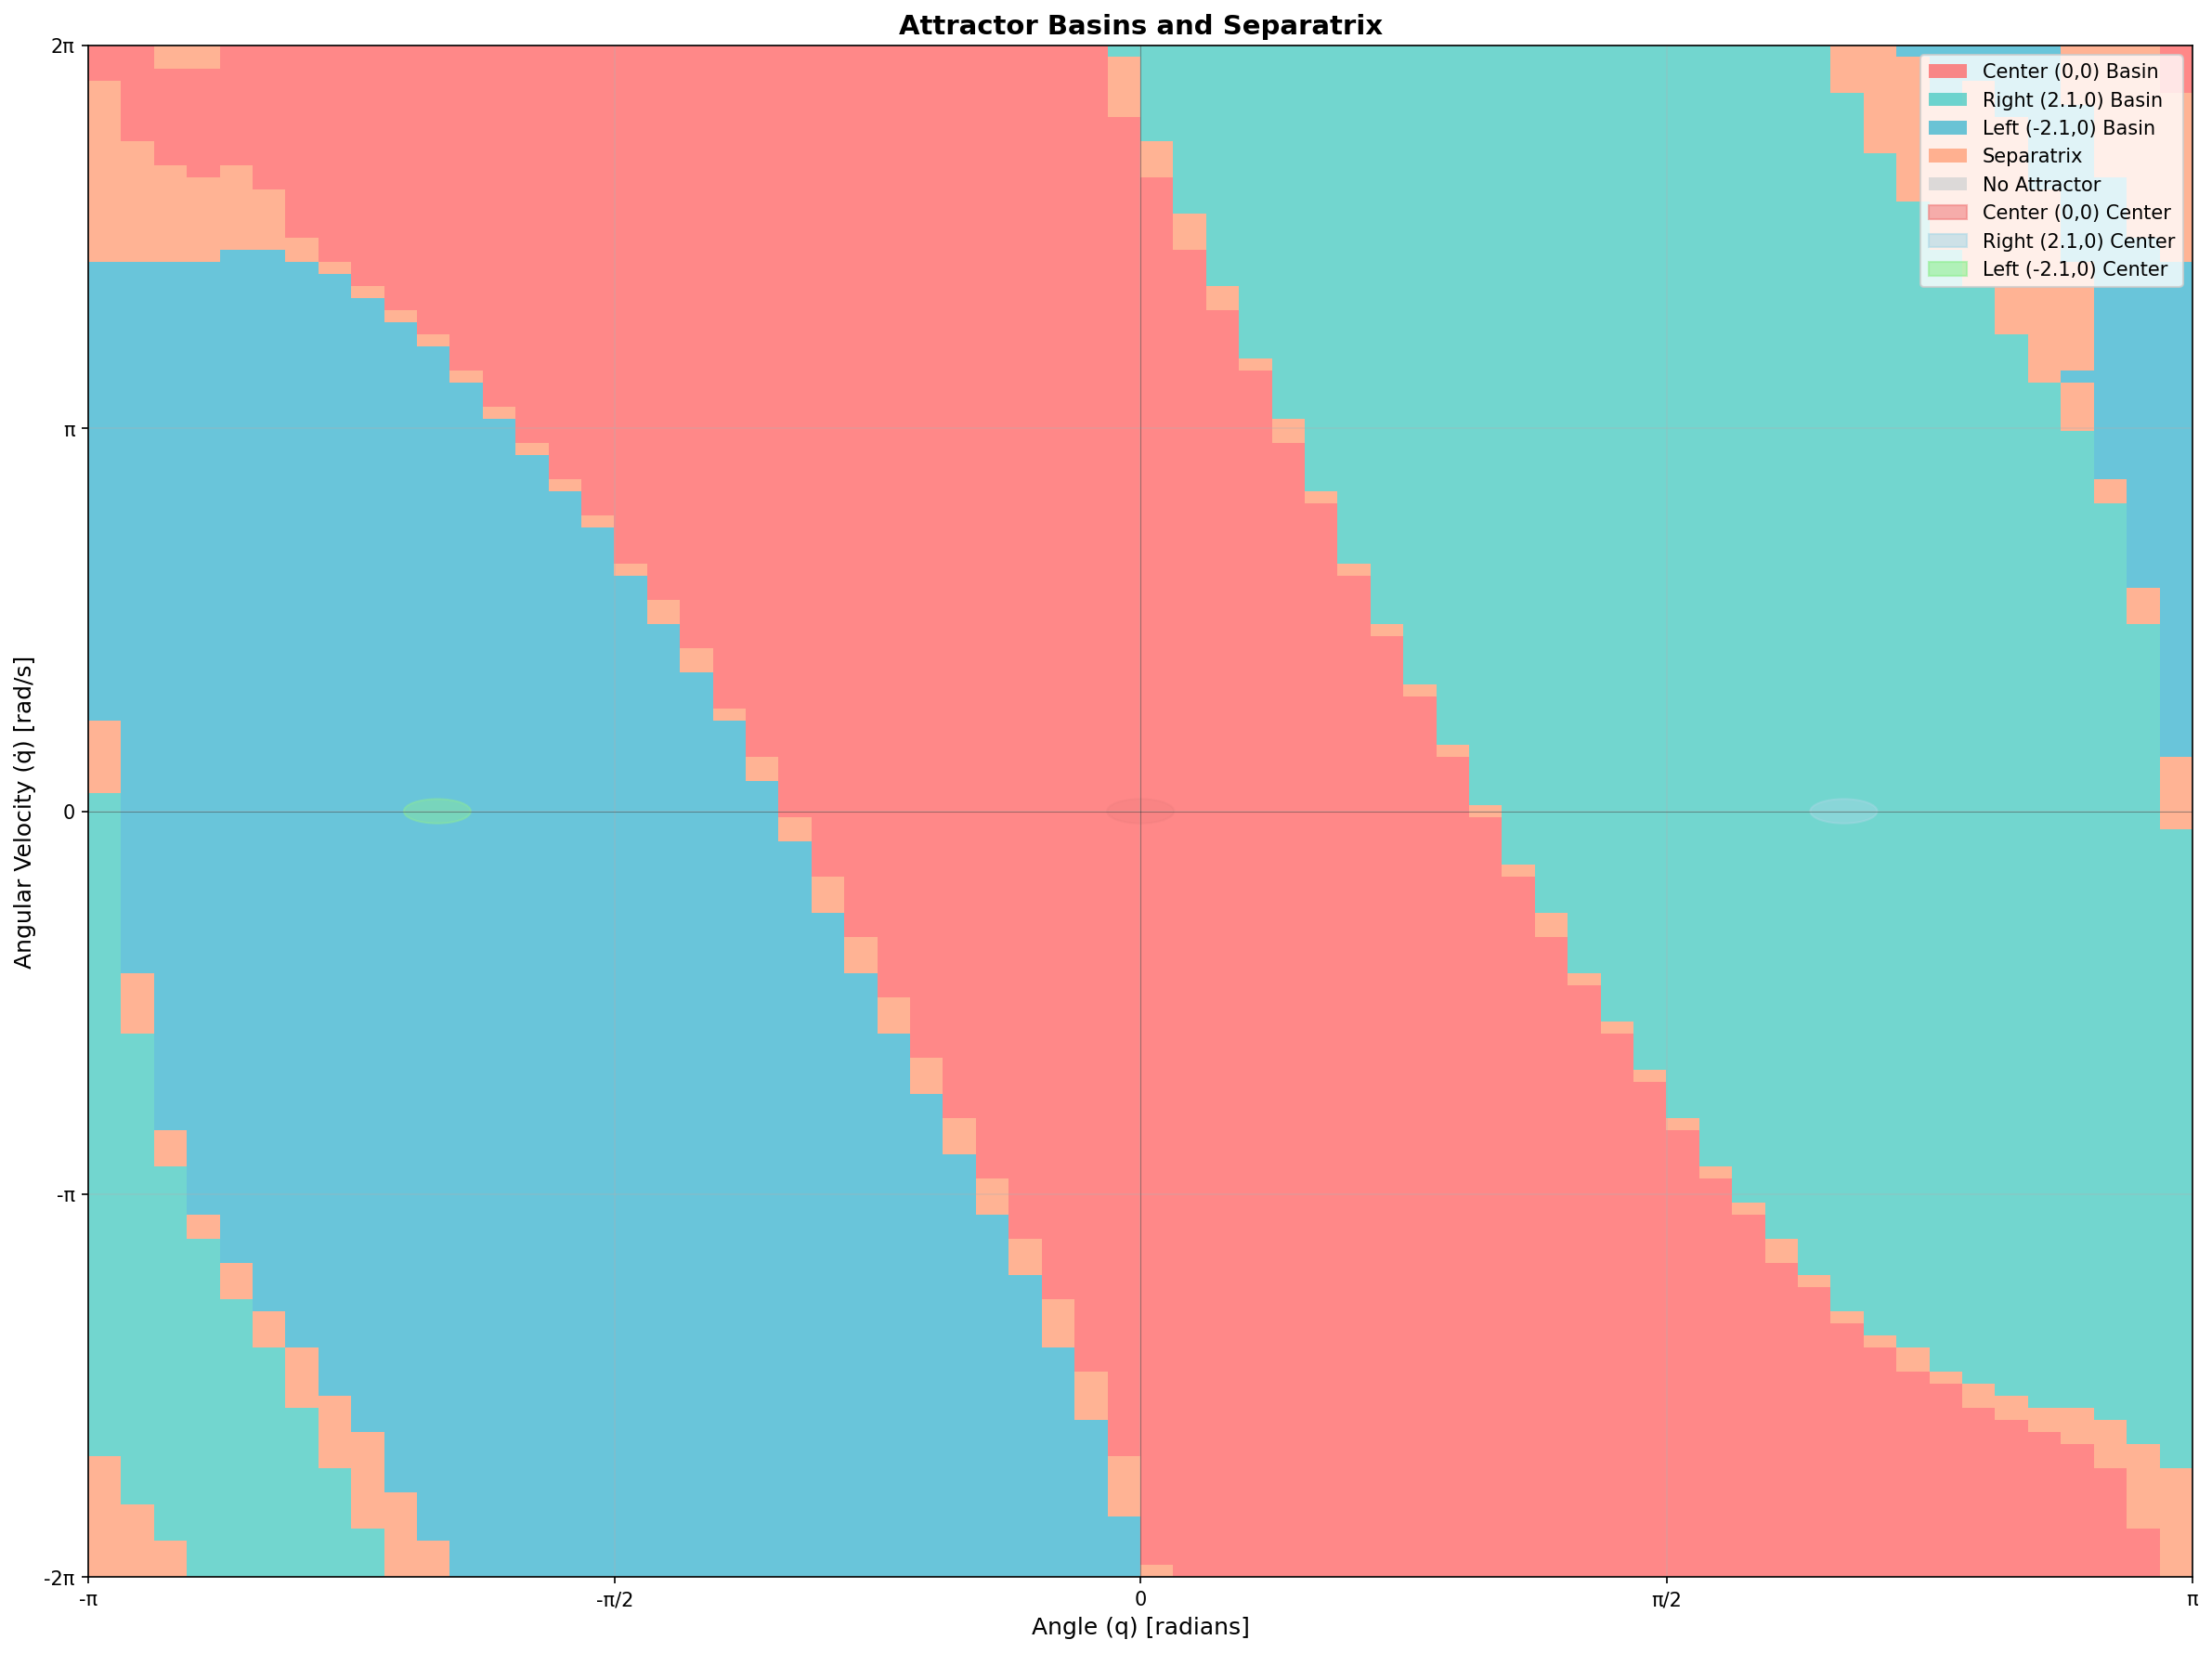 Attractor Basins and Separatrix
2π
π
0
-π
-2π
Angular Velocity (q̇) [rad/s]
Center (0,0) Basin
Right (2.1,0) Basin
Left (-2.1,0) Basin
Separatrix
No Attractor
Center (0,0) Center
Right (2.1,0) Center
Left (-2.1,0) Center
-π
-π/2
0
π/2
π
Angle (q) [radians]